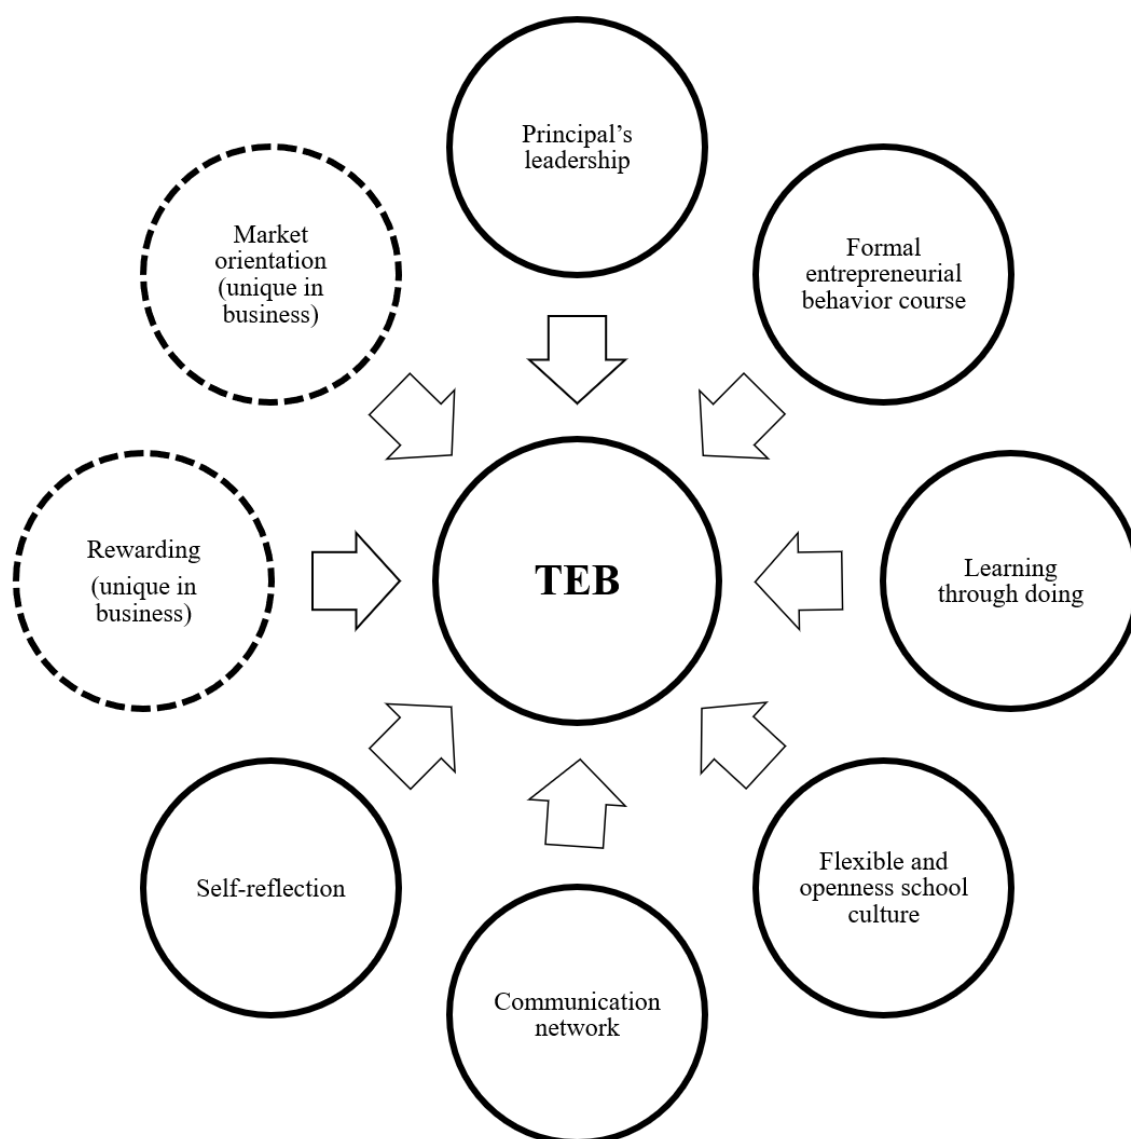 Principal’s
leadership
Market
orientation
(unique in
business)
Formal
entrepreneurial
behavior course
Rewarding
(unique in
business)
TEB
Learning
through doing
Self-reflection
Flexible and
openness school
culture
Communication
network